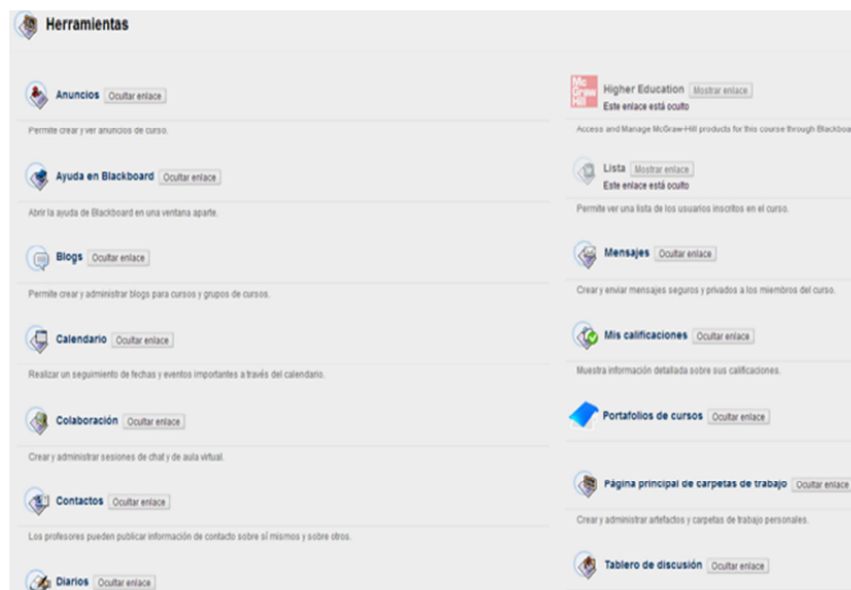 Herramientas
Anuncios Ocultar enlace
Permite crear y ver anuncios de curso.
Ayuda en Blackboard Ocultar enlace
Abrir la ayuda de Blackboard en una ventana aparte.
Blogs Ocultar enlace
Permite crear y administrar blogs para cursos y grupos de cursos.
Calendario Ocultar enlace
Realizar un seguimiento de fechas y eventos importantes a través del calendario.
Colaboración Ocultar enlace
Crear y administrar sesiones de chat y de aula virtual.
Contactos Ocultar enlace
Los profesores pueden publicar información de contacto sobre sí mismos y sobre otros.
Diarios Ocultar enlace
Mc
Graw
Hill
Higher Education Mostrar enlace
Este enlace está oculto
Access and Manage McGraw-Hill products for this course through Blackboa
Lista Mostrar enlace
Este enlace está oculto
Permite ver una lista de los usuarios inscritos en el curso.
Mensajes Ocultar enlace
Crear y enviar mensajes seguros y privados a los miembros del curso.
Mis calificaciones Ocultar enlace
Muestra información detallada sobre sus calificaciones.
Portafolios de cursos Ocultar enlace
Página principal de carpetas de trabajo Ocultar enlace
Crear y administrar artefactos y carpetas de trabajo personales.
Tablero de discusión Ocultar enlace